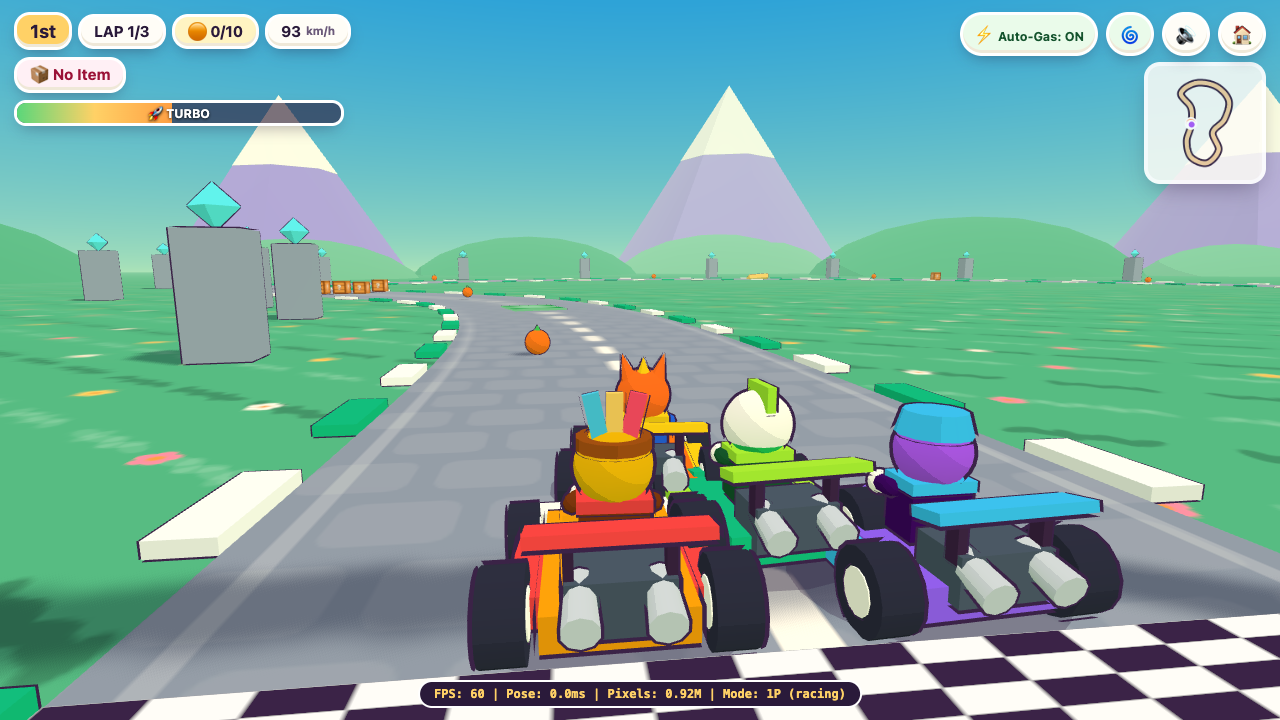 1st
LAP 1/3
0/10
93 km/h
Auto-Gas: ON
No Item
TURBO
FPS: 60 | Pose: 0.0ms | Pixels: 0.92M | Mode: 1P (racing)